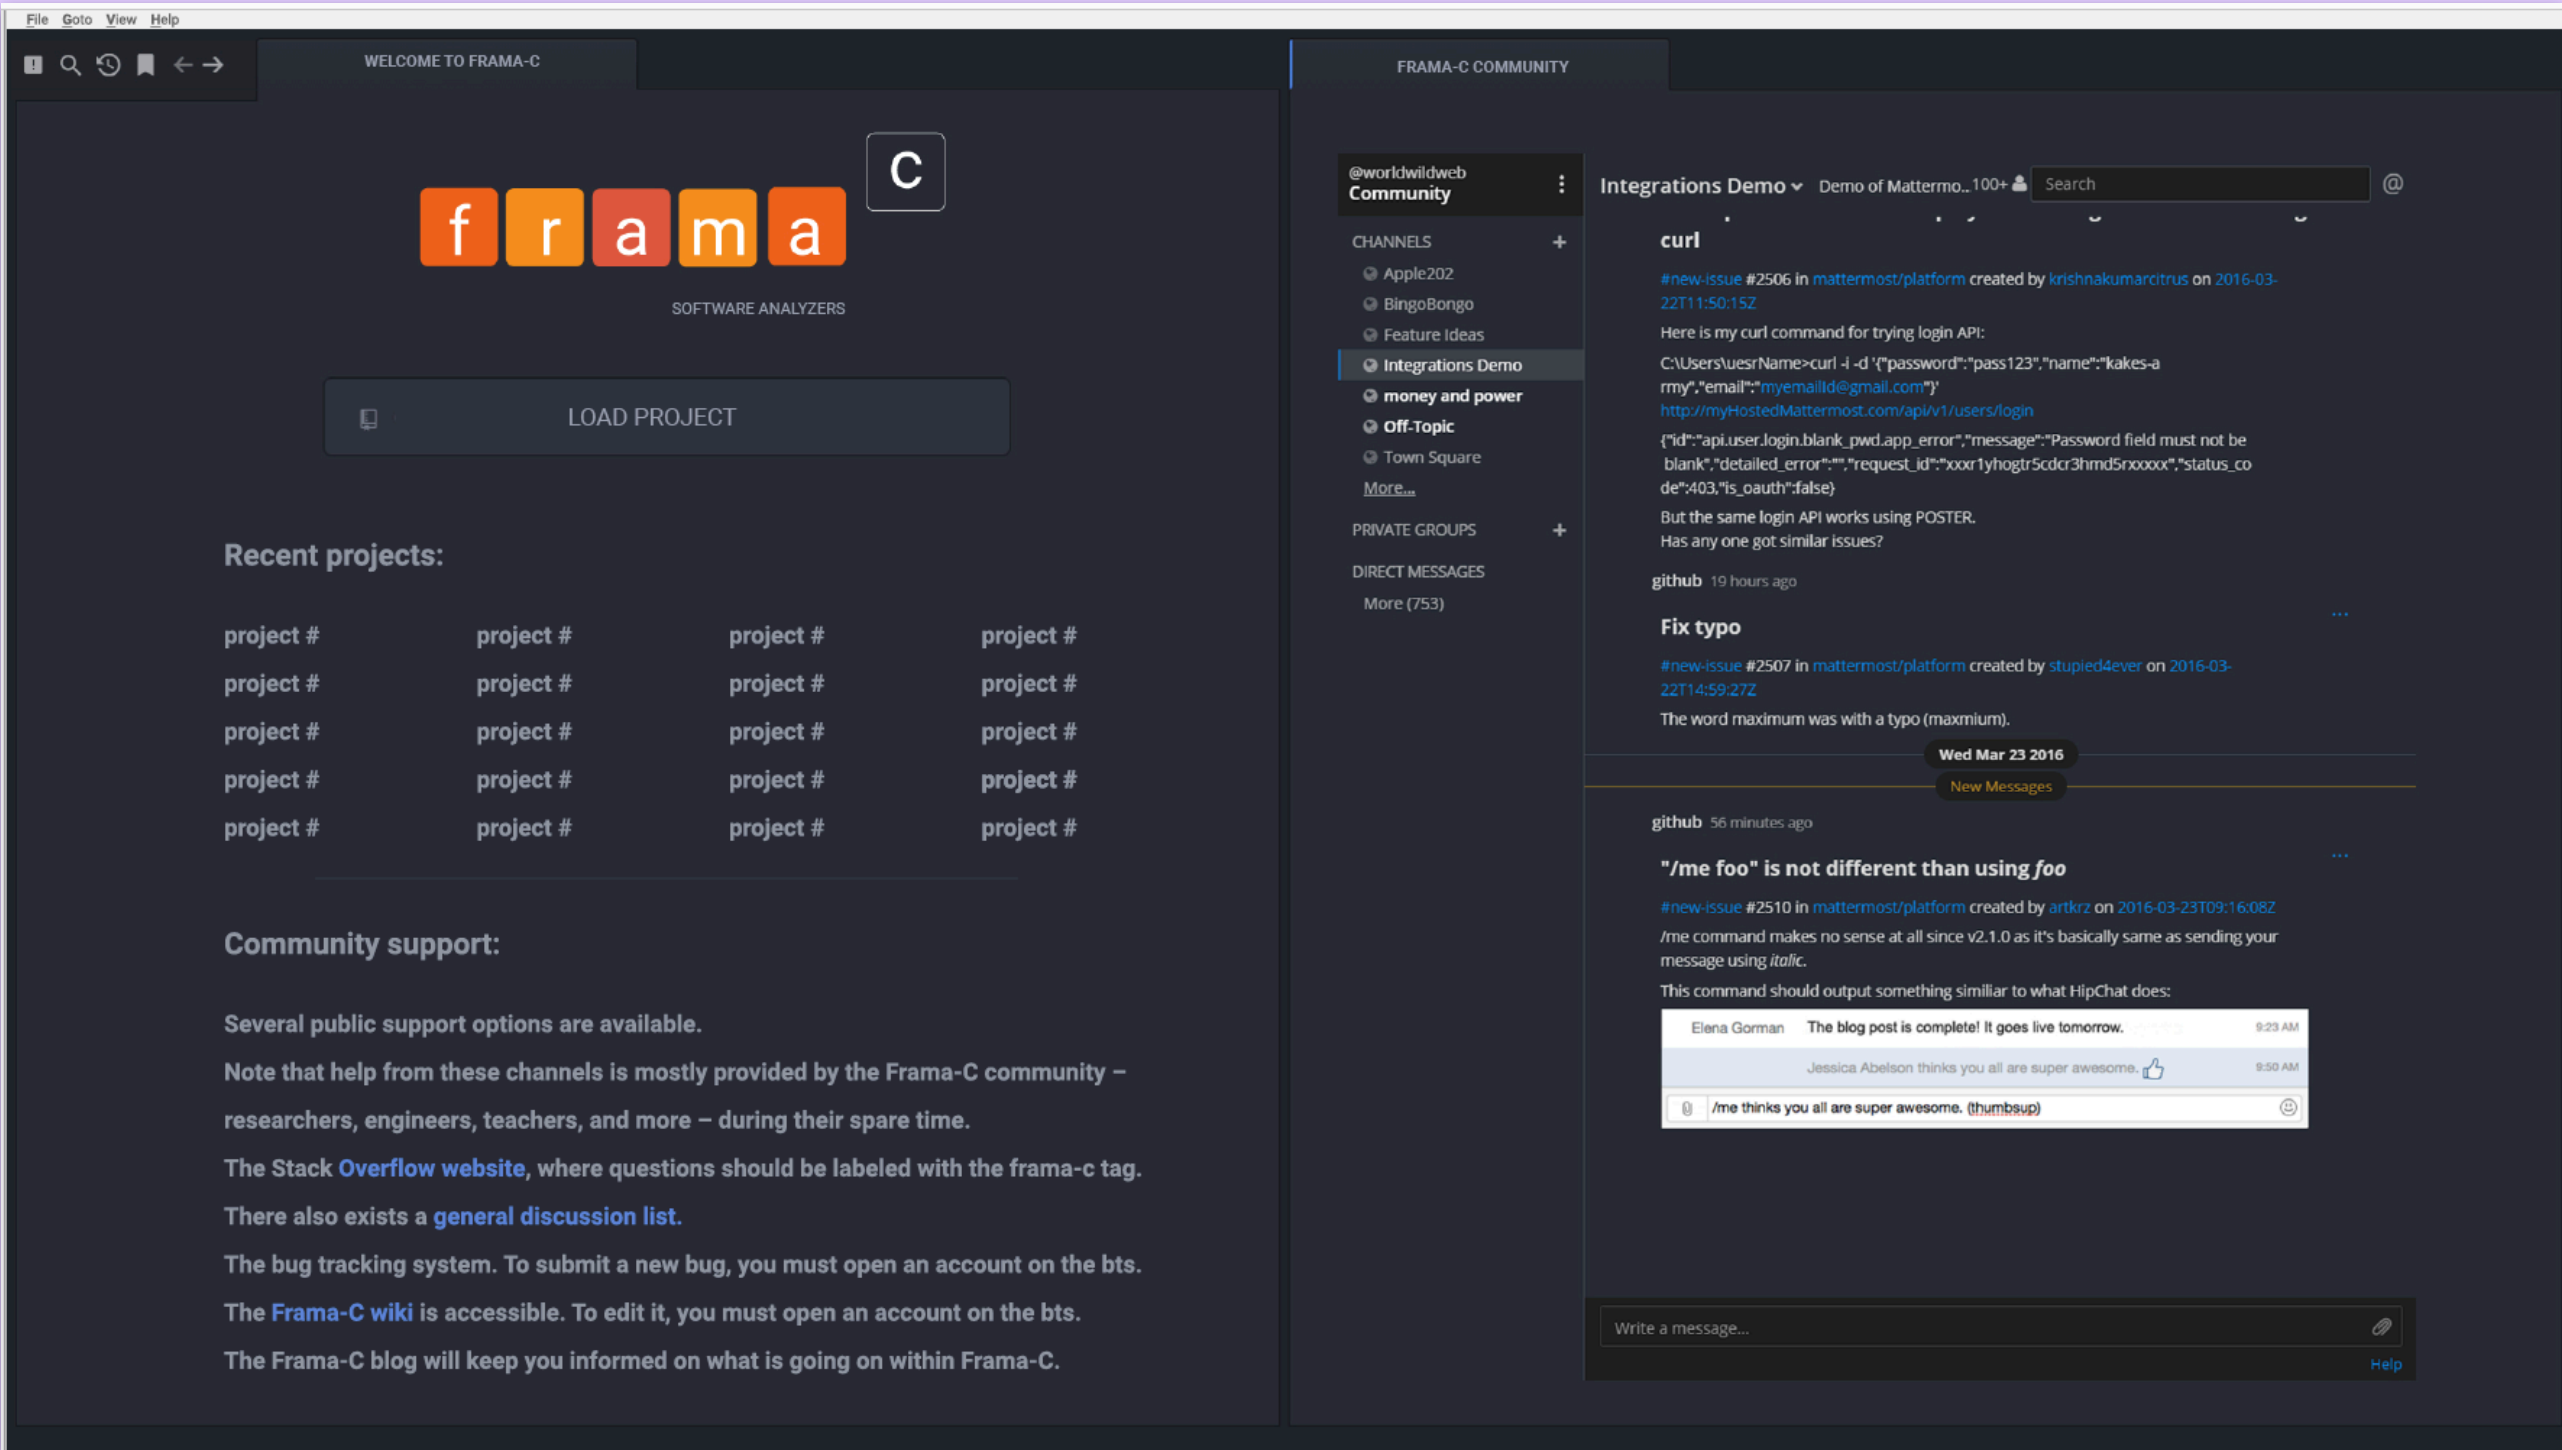 File Goto View Help
WELCOME TO FRAMA-C
f r a m a C
SOFTWARE ANALYZERS
LOAD PROJECT
Recent projects:
project # project # project # project #
project # project # project # project #
project # project # project # project #
project # project # project # project #
project # project # project # project #
Community support:
Several public support options are available.
Note that help from these channels is mostly provided by the Frama-C community –
researchers, engineers, teachers, and more – during their spare time.
The Stack Overflow website, where questions should be labeled with the frama-c tag.
There also exists a general discussion list.
The bug tracking system. To submit a new bug, you must open an account on the bts.
The Frama-C wiki is accessible. To edit it, you must open an account on the bts.
The Frama-C blog will keep you informed on what is going on within Frama-C.
FRAMA-C COMMUNITY
@worldwildweb
Community
CHANNELS +
Apple202
BingoBongo
Feature Ideas
Integrations Demo
money and power
Off-Topic
Town Square
More...
PRIVATE GROUPS +
DIRECT MESSAGES
More (753)
Integrations Demo Demo of Mattermo... 100+ Search @
curl
#new-issue #2506 in mattermost/platform created by krishnakumarcitrus on 2016-03-
22T11:50:15Z
Here is my curl command for trying login API:
C:\Users\uesrName>curl -i -d '{"password":"pass123","name":"kakes-a
rmy","email":"myemailId@gmail.com"}'
http://myHostedMattermost.com/api/v1/users/login
{"id":"api.user.login.blank_pwd.app_error","message":"Password field must not be
blank","detailed_error":"","request_id":"xxxr1yhogtr5cdcr3hmd5rxxxxx","status_co
de":403,"is_oauth":false}
But the same login API works using POSTER.
Has any one got similar issues?
github 19 hours ago
...
Fix typo
#new-issue #2507 in mattermost/platform created by stupied4ever on 2016-03-
22T14:59:27Z
The word maximum was with a typo (maxmium).
Wed Mar 23 2016
New Messages
github 56 minutes ago
...
"/me foo" is not different than using foo
#new-issue #2510 in mattermost/platform created by artkrz on 2016-03-23T09:16:08Z
/me command makes no sense at all since v2.1.0 as it's basically same as sending your
message using italic.
This command should output something similiar to what HipChat does:
Elena Gorman The blog post is complete! It goes live tomorrow. 9:23 AM
Jessica Abelson thinks you all are super awesome. 9:50 AM
/me thinks you all are super awesome. (thumbsup)
Write a message...
Help